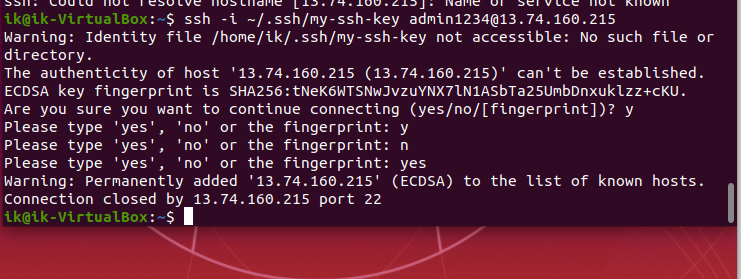 ssh: Could not resolve hostname [13.74.160.215]: Name or service not known
ik@ik-VirtualBox:~$ ssh -i ~/.ssh/my-ssh-key admin1234@13.74.160.215
Warning: Identity file /home/ik/.ssh/my-ssh-key not accessible: No such file or
directory.
The authenticity of host '13.74.160.215 (13.74.160.215)' can't be established.
ECDSA key fingerprint is SHA256:tNeK6WTSNwJvzuYNX7lN1ASbTa25UmbDnxuklzz+cKU.
Are you sure you want to continue connecting (yes/no/[fingerprint])? y
Please type 'yes', 'no' or the fingerprint: y
Please type 'yes', 'no' or the fingerprint: n
Please type 'yes', 'no' or the fingerprint: yes
Warning: Permanently added '13.74.160.215' (ECDSA) to the list of known hosts.
Connection closed by 13.74.160.215 port 22
ik@ik-VirtualBox:~$